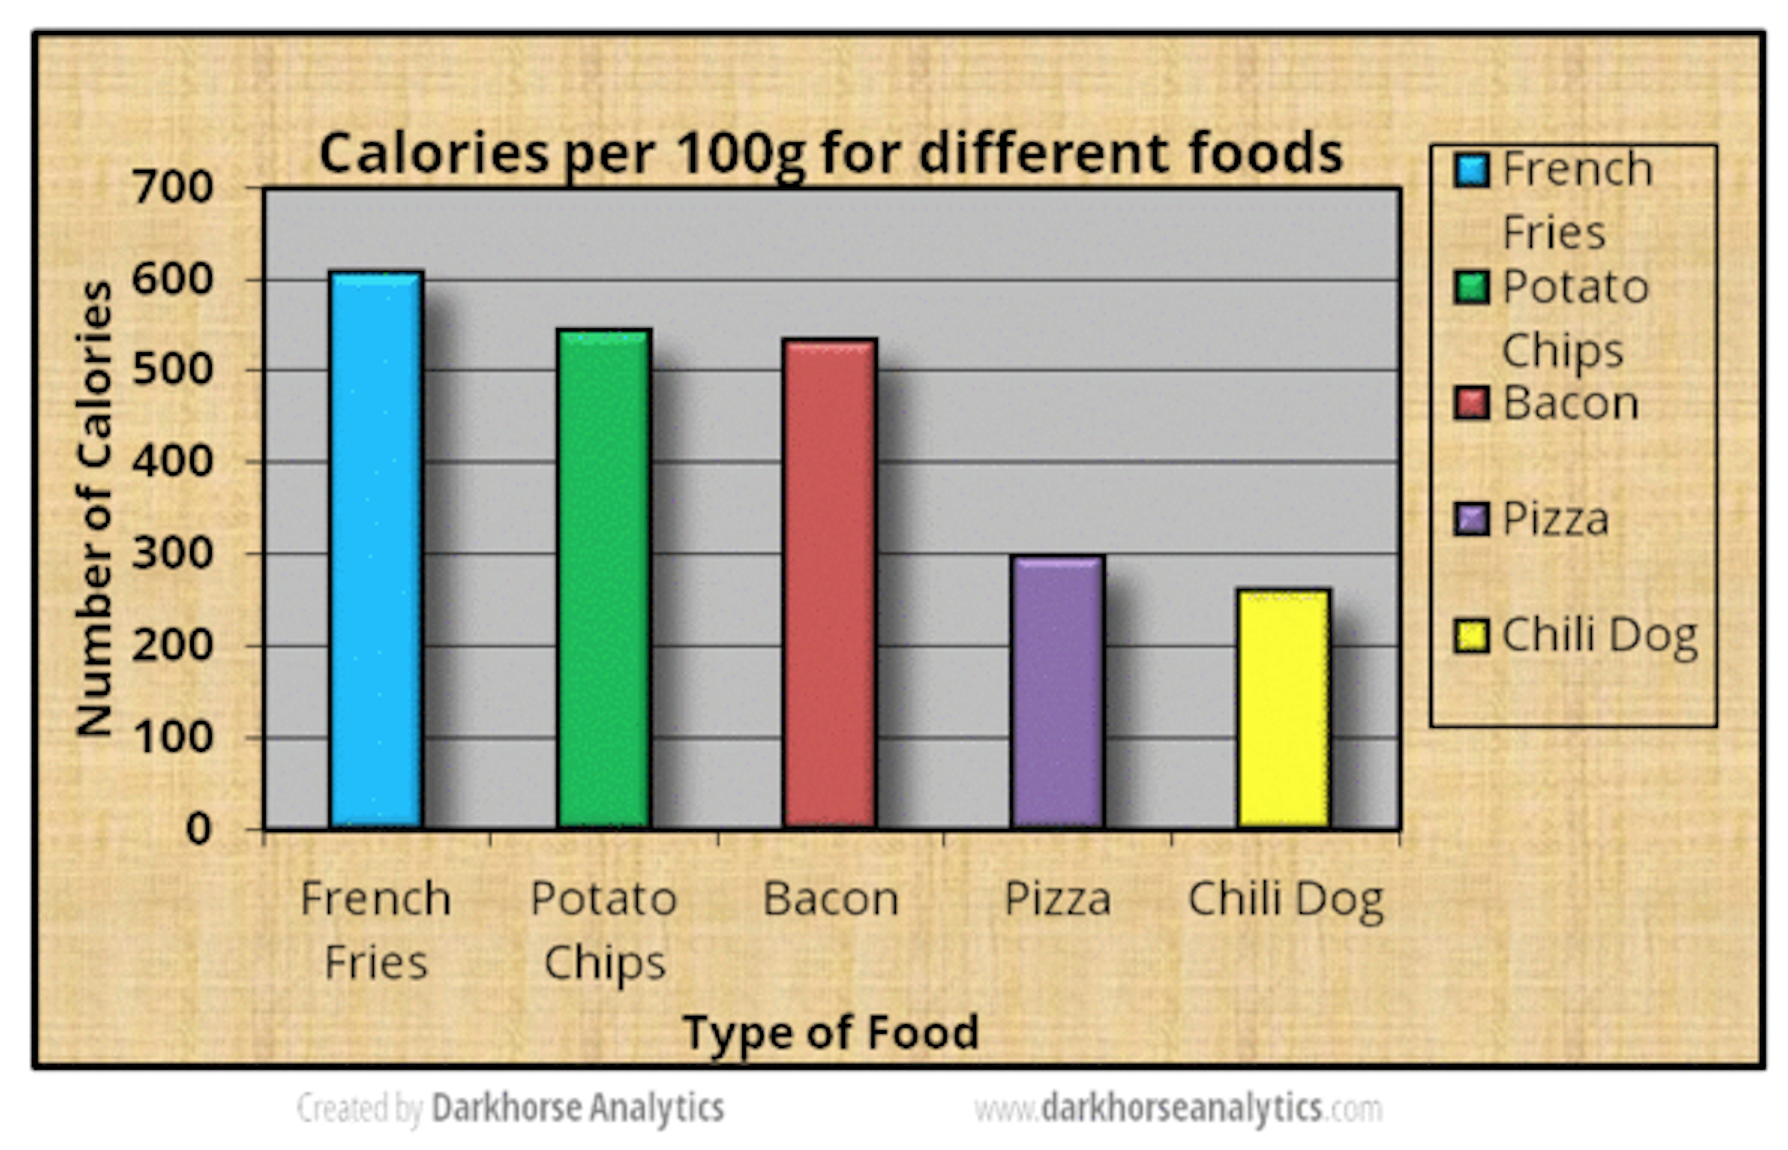 Calories per 100g for different foods
700
600
500
400
300
200
100
0
Number of Calories
French
Fries
Potato
Chips
Bacon
Pizza
Chili Dog
Type of Food
French
Fries
Potato
Chips
Bacon
Pizza
Chili Dog
Created by Darkhorse Analytics
www.darkhorseanalytics.com